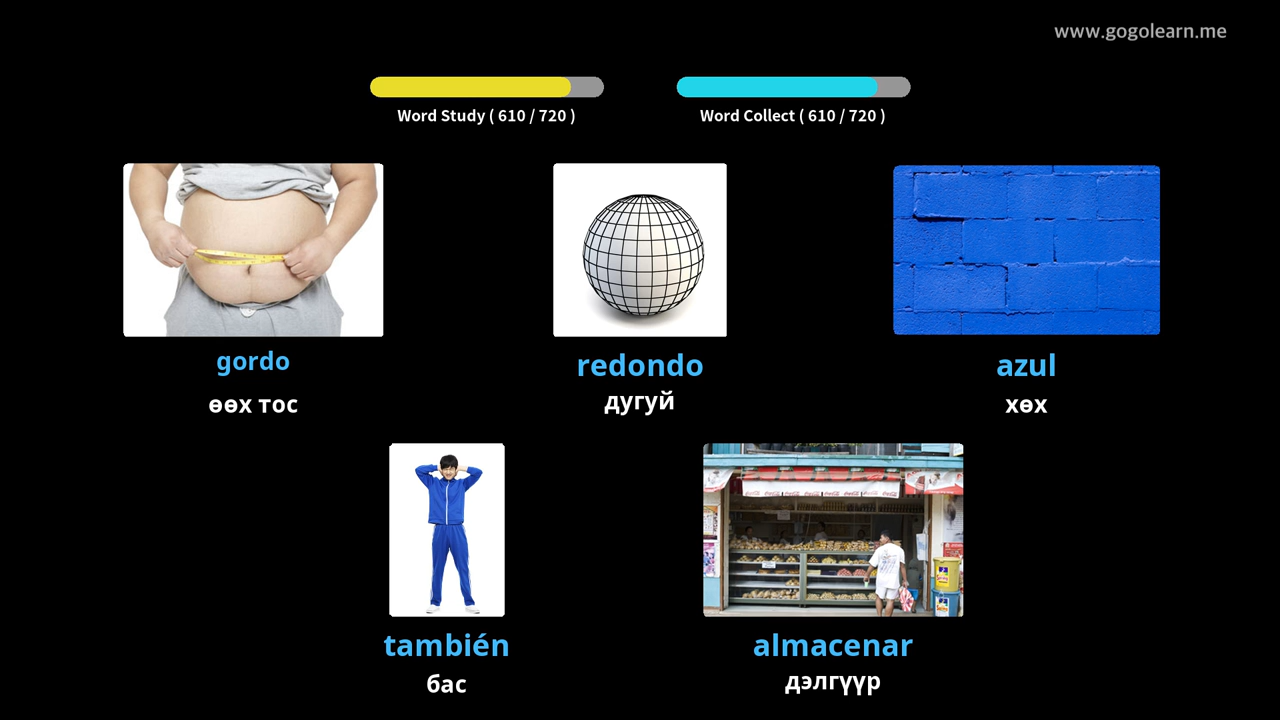 www.gogolearn.me
Word Study ( 610 / 720 )
Word Collect ( 610 / 720 )
gordo
өөх тос
redondo
дугуй
azul
хөх
también
бас
almacenar
дэлгүүр